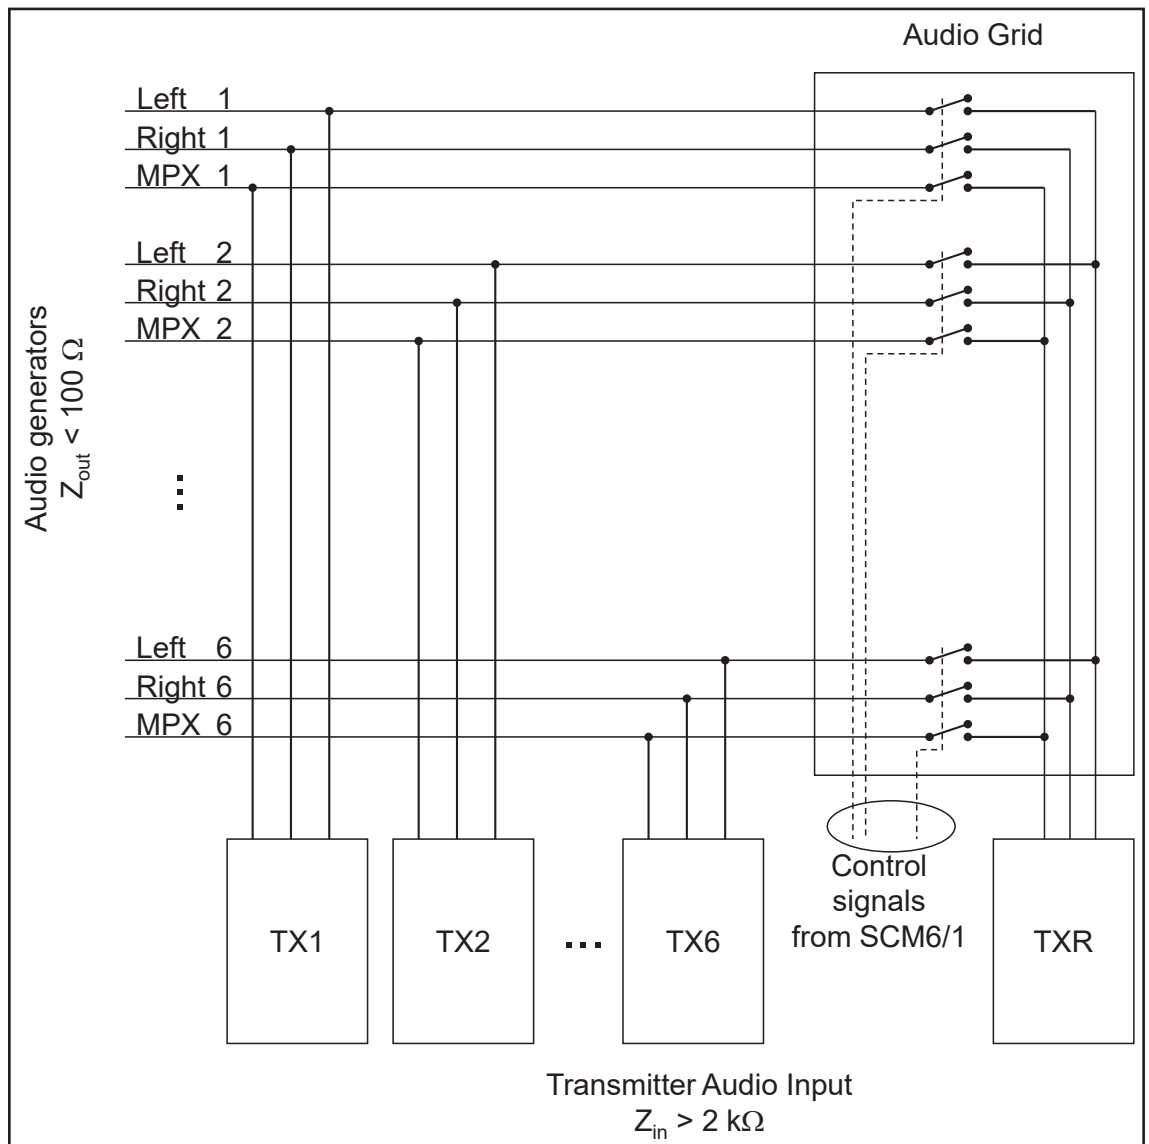 Audio Grid
Left 1
Right 1
MPX 1
Left 2
Right 2
MPX 2
Audio generators
Zout < 100 Ω
⋮
Left 6
Right 6
MPX 6
Control
signals
from SCM6/1
TX1
TX2
...
TX6
TXR
Transmitter Audio Input
Zin > 2 kΩ